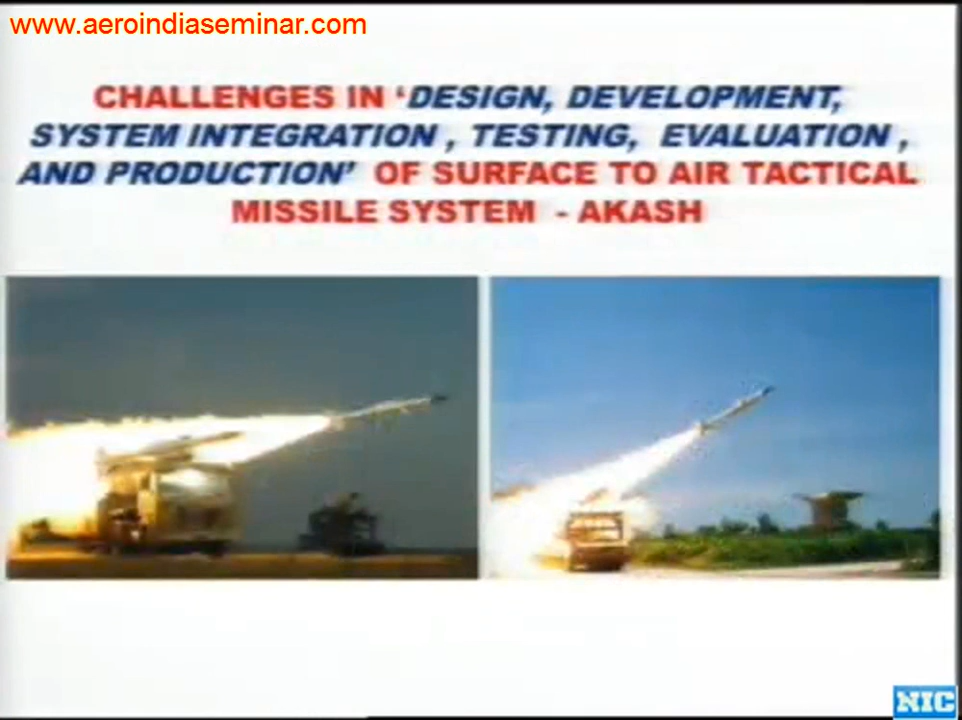 www.aeroindiaseminar.com
CHALLENGES IN ‘DESIGN, DEVELOPMENT,
SYSTEM INTEGRATION , TESTING, EVALUATION ,
AND PRODUCTION’ OF SURFACE TO AIR TACTICAL
MISSILE SYSTEM - AKASH
NIC